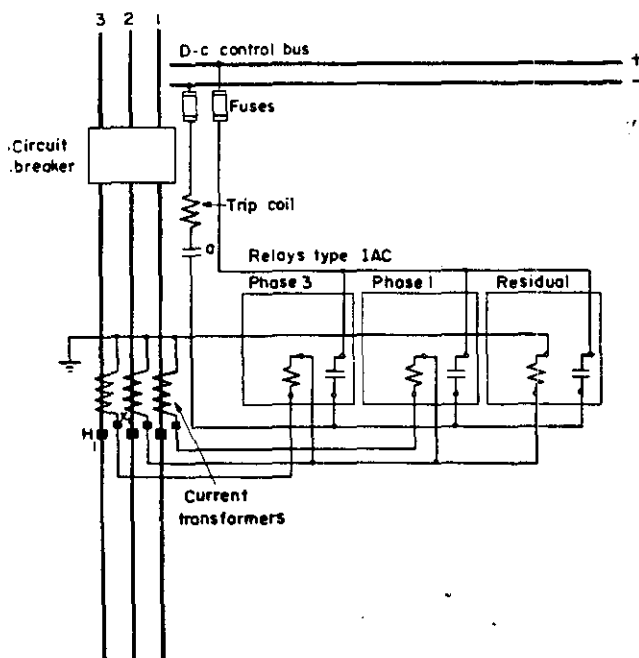 3 2 1
D-c control bus
+
−
Fuses
Circuit
breaker
Trip coil
a
Relays type IAC
Phase 3
Phase 1
Residual
X
H
1
Current
transformers